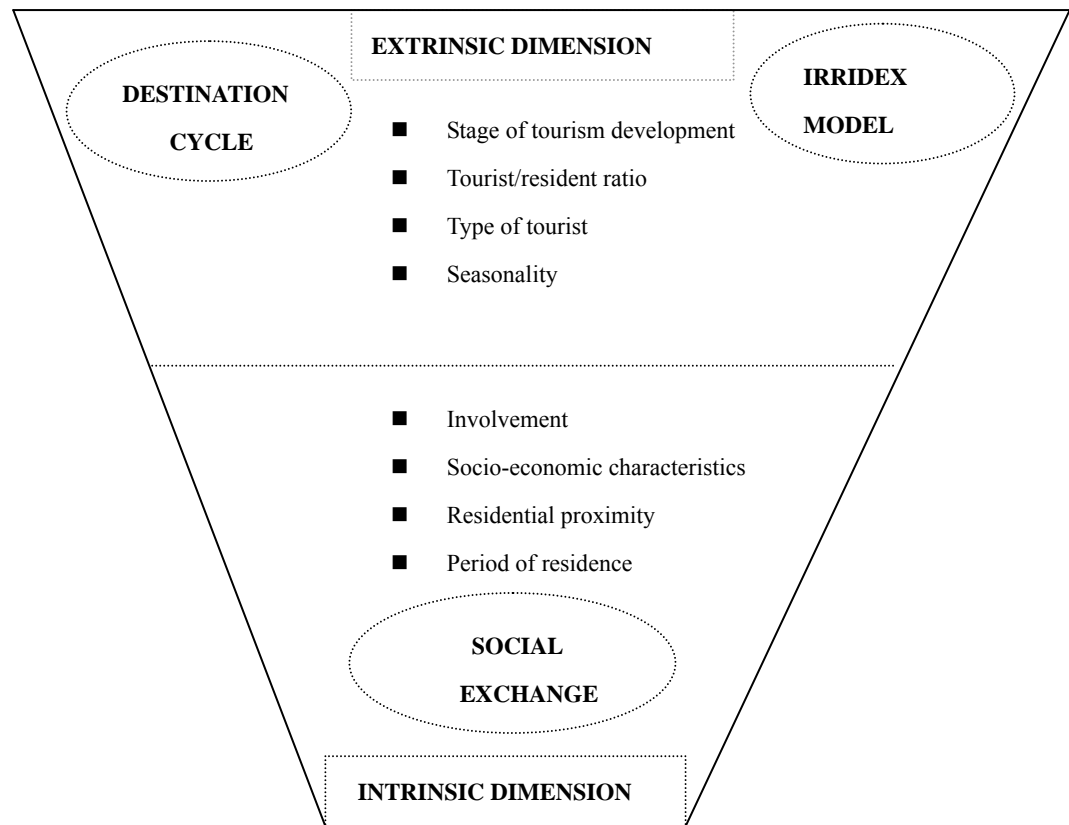 EXTRINSIC DIMENSION
DESTINATION
CYCLE
IRRIDEX
MODEL
■ Stage of tourism development
■ Tourist/resident ratio
■ Type of tourist
■ Seasonality
■ Involvement
■ Socio-economic characteristics
■ Residential proximity
■ Period of residence
SOCIAL
EXCHANGE
INTRINSIC DIMENSION